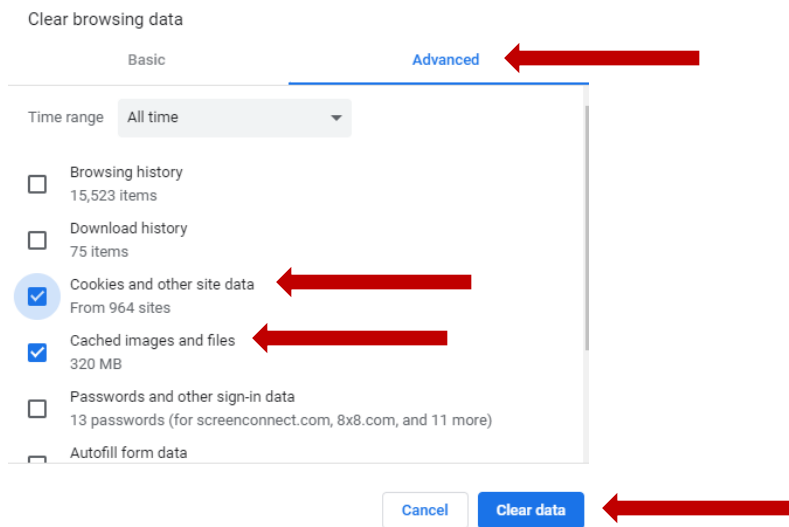 Clear browsing data
Basic
Advanced
Time range
All time
Browsing history
15,523 items
Download history
75 items
Cookies and other site data
From 964 sites
Cached images and files
320 MB
Passwords and other sign-in data
13 passwords (for screenconnect.com, 8x8.com, and 11 more)
Autofill form data
Cancel
Clear data